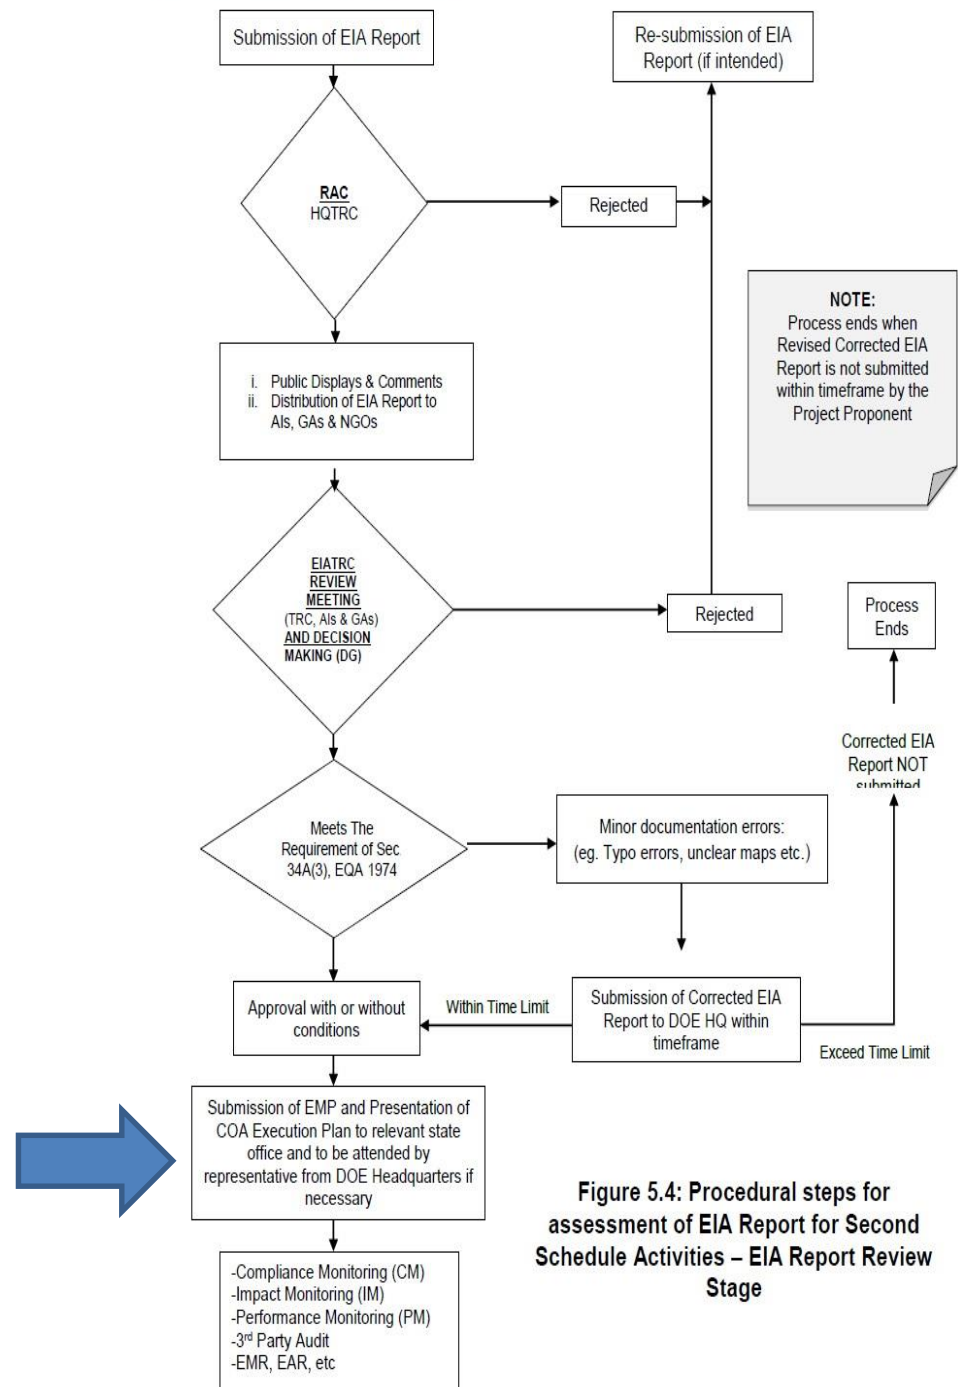 Submission of EIA Report
Re-submission of EIA
Report (if intended)
RAC
HQTRC
Rejected
NOTE:
Process ends when
Revised Corrected EIA
Report is not submitted
within timeframe by the
Project Proponent
i. Public Displays & Comments
ii. Distribution of EIA Report to
AIs, GAs & NGOs
EIATRC
REVIEW
MEETING
(TRC, AIs & GAs)
AND DECISION
MAKING (DG)
Rejected
Process
Ends
Corrected EIA
Report NOT
submitted
Meets The
Requirement of Sec
34A(3), EQA 1974
Minor documentation errors:
(eg. Typo errors, unclear maps etc.)
Approval with or without
conditions
Within Time Limit
Submission of Corrected EIA
Report to DOE HQ within
timeframe
Exceed Time Limit
Submission of EMP and Presentation of
COA Execution Plan to relevant state
office and to be attended by
representative from DOE Headquarters if
necessary
-Compliance Monitoring (CM)
-Impact Monitoring (IM)
-Performance Monitoring (PM)
-3rd Party Audit
-EMR, EAR, etc
Figure 5.4: Procedural steps for
assessment of EIA Report for Second
Schedule Activities – EIA Report Review
Stage